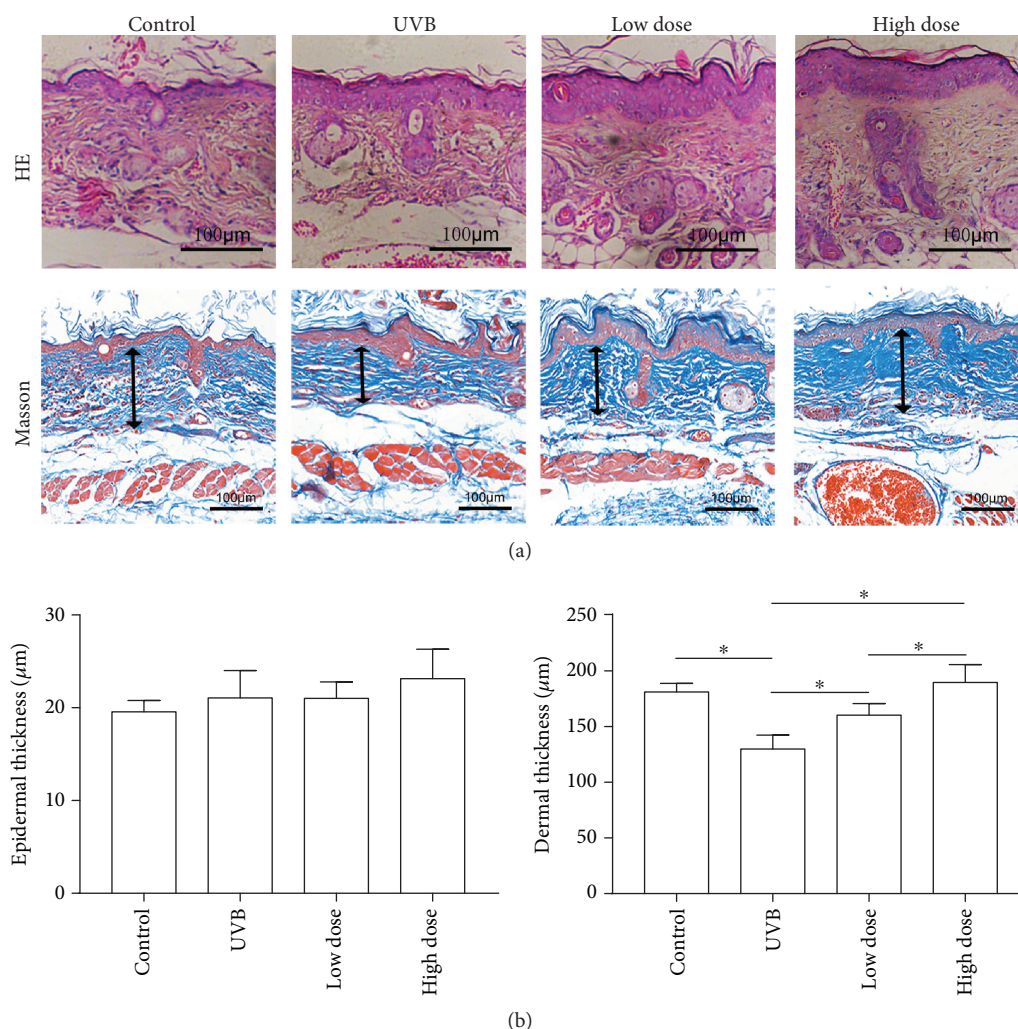 Control
UVB
Low dose
High dose
HE
100μm
100μm
100μm
100μm
Masson
100μm
100μm
100μm
100μm
(a)
Epidermal thickness (μm)
30
20
10
0
Control
UVB
Low dose
High dose
Dermal thickness (μm)
250
200
150
100
50
0
*
*
*
*
Control
UVB
Low dose
High dose
(b)